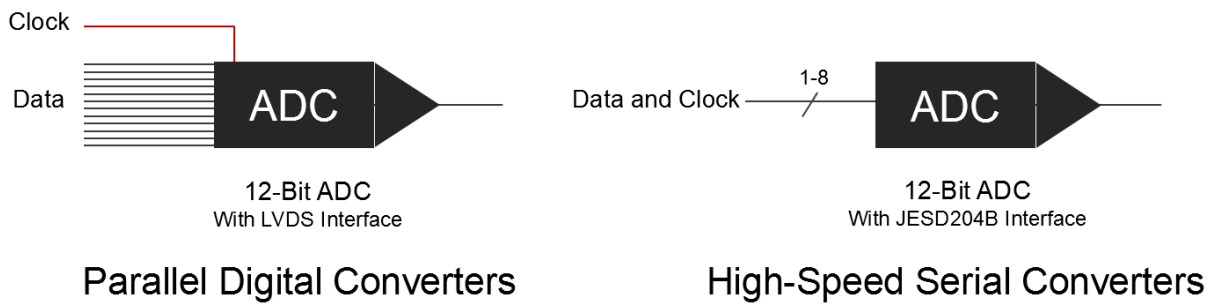 Clock
Data
ADC
12-Bit ADC
With LVDS Interface
Parallel Digital Converters
Data and Clock
1-8
ADC
12-Bit ADC
With JESD204B Interface
High-Speed Serial Converters